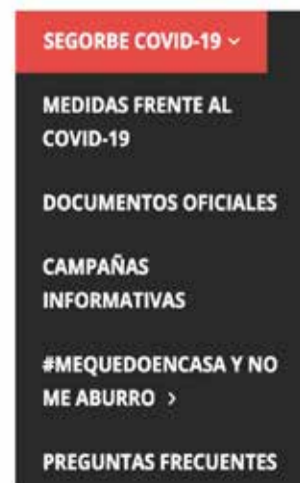 SEGORBE COVID-19
MEDIDAS FRENTE AL
COVID-19
DOCUMENTOS OFICIALES
CAMPAÑAS
INFORMATIVAS
#MEQUEDOENCASA Y NO
ME ABURRO >
PREGUNTAS FRECUENTES